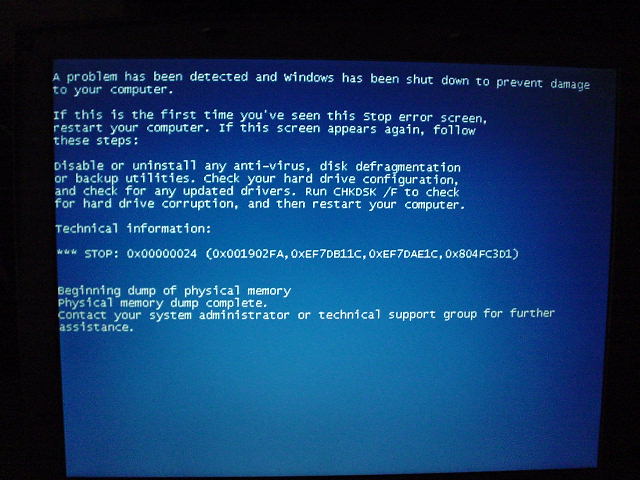 A problem has been detected and Windows has been shut down to prevent damage
to your computer.
If this is the first time you've seen this Stop error screen,
restart your computer. If this screen appears again, follow
these steps:
Disable or uninstall any anti-virus, disk defragmentation
or backup utilities. Check your hard drive configuration,
and check for any updated drivers. Run CHKDSK /F to check
for hard drive corruption, and then restart your computer.
Technical information:
*** STOP: 0x00000024 (0x001902FA,0xEF7DB11C,0xEF7DAE1C,0x804FC3D1)
Beginning dump of physical memory
Physical memory dump complete.
Contact your system administrator or technical support group for further
assistance.